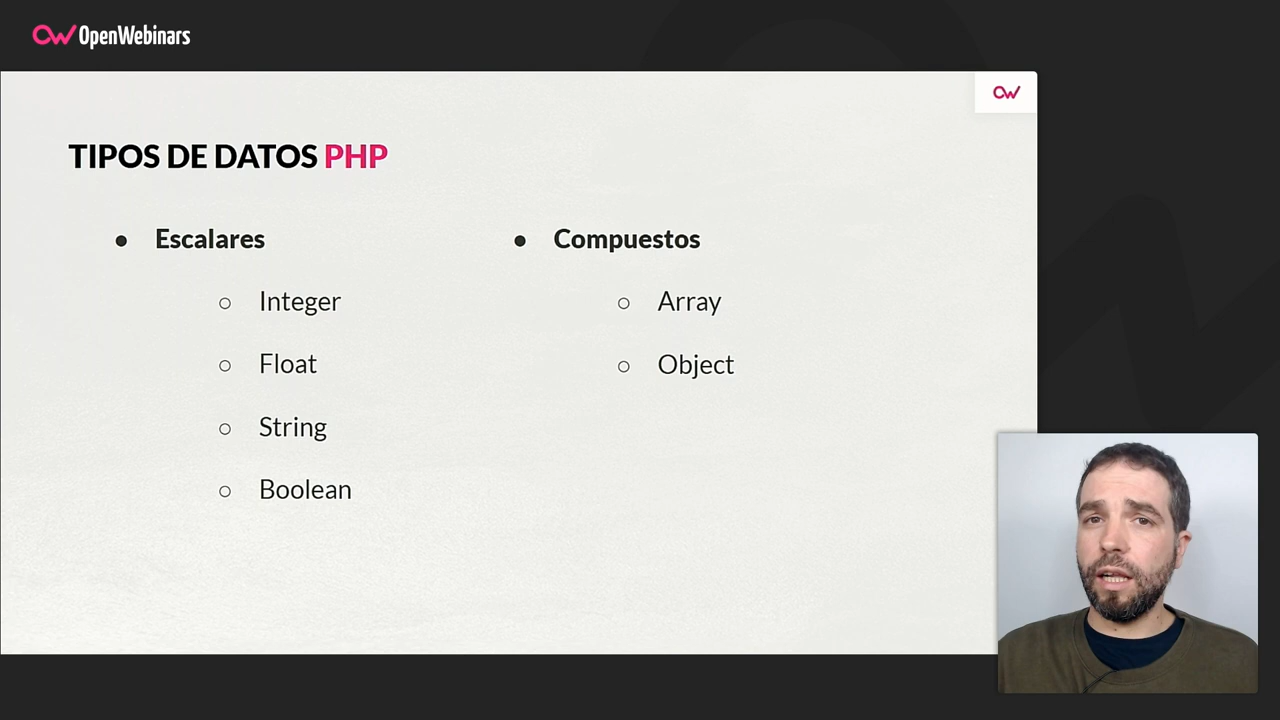 OpenWebinars
TIPOS DE DATOS PHP
Escalares
Integer
Float
String
Boolean
Compuestos
Array
Object